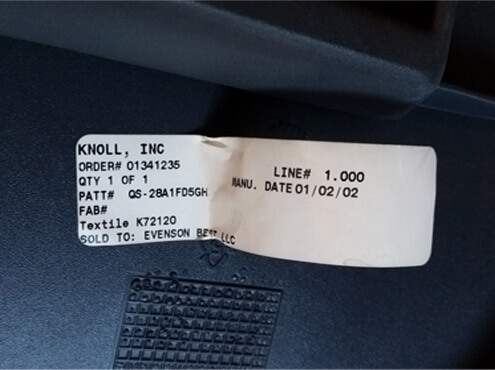 KNOLL, INC
ORDER# 01341235
QTY 1 OF 1
PATT# QS-28A1FD5GH
FAB#
Textile K72120
SOLD TO: EVENSON BEST LLC
LINE# 1.000
MANU. DATE 01/02/02